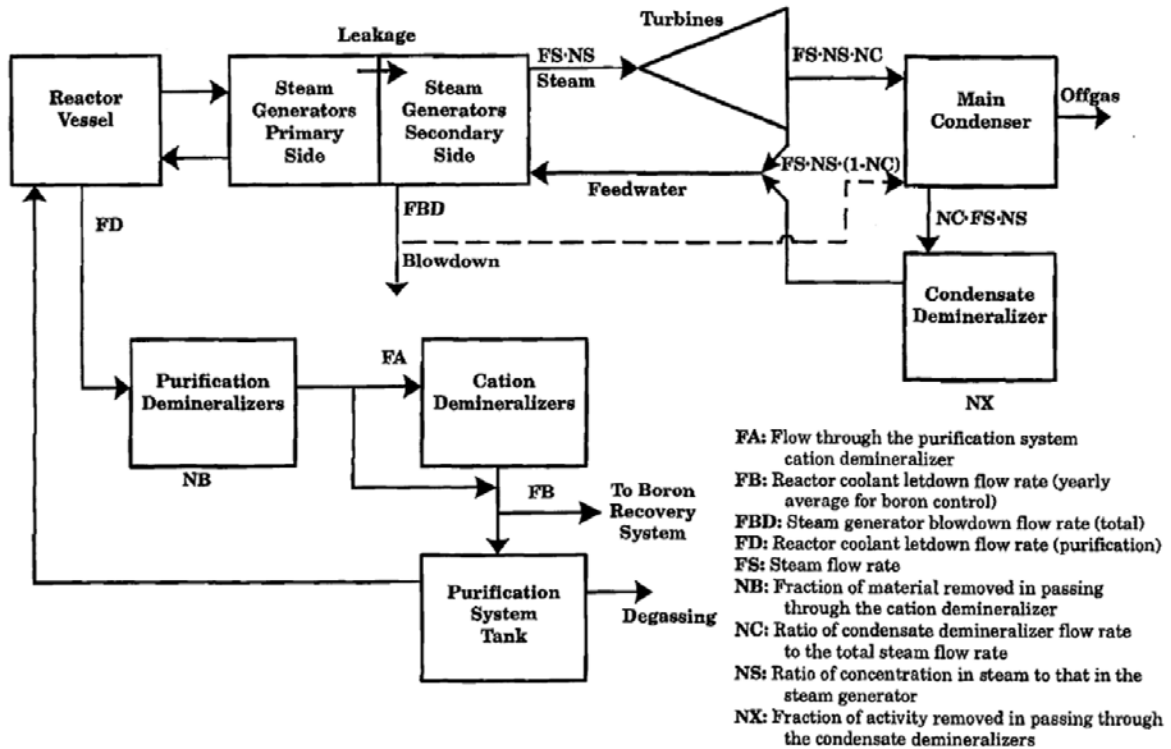 Turbines
Leakage
FS·NS
FS·NS·NC
Steam
Reactor
Vessel
Steam
Generators
Primary
Side
Steam
Generators
Secondary
Side
Main
Condenser
Offgas
FS·NS·(1-NC)
Feedwater
FD
FBD
NC·FS·NS
Blowdown
Condensate
Demineralizer
NX
Purification
Demineralizers
NB
FA
Cation
Demineralizers
FB
To Boron
Recovery
System
Purification
System
Tank
Degassing
FA: Flow through the purification system
cation demineralizer
FB: Reactor coolant letdown flow rate (yearly
average for boron control)
FBD: Steam generator blowdown flow rate (total)
FD: Reactor coolant letdown flow rate (purification)
FS: Steam flow rate
NB: Fraction of material removed in passing
through the cation demineralizer
NC: Ratio of condensate demineralizer flow rate
to the total steam flow rate
NS: Ratio of concentration in steam to that in the
steam generator
NX: Fraction of activity removed in passing through
the condensate demineralizers